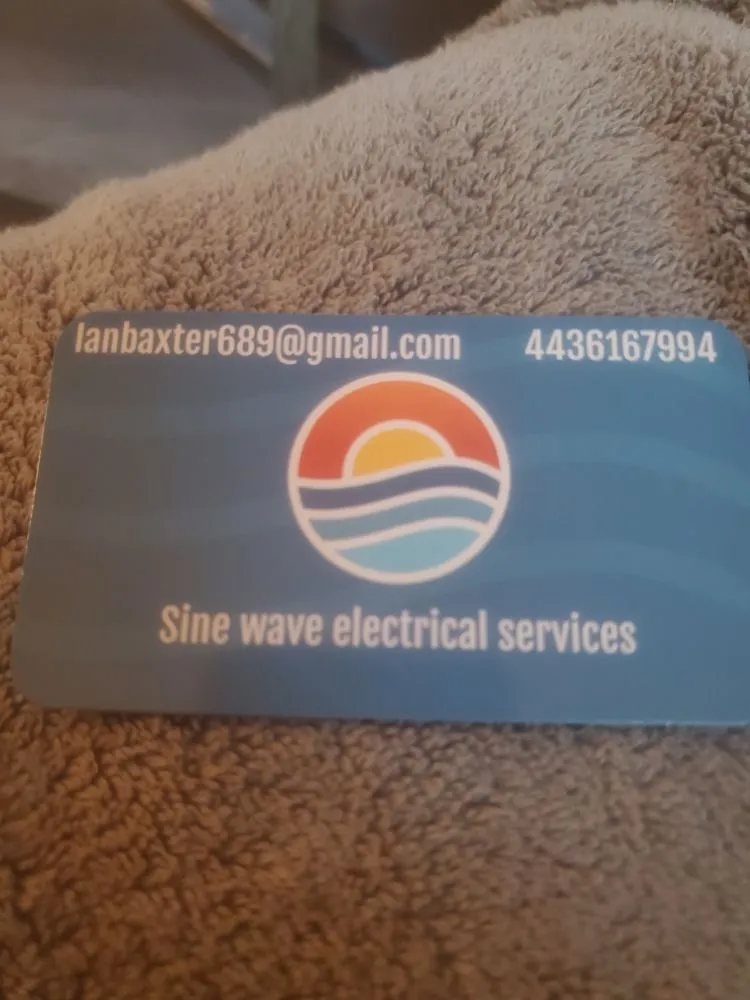 Ianbaxter689@gmail.com 4436167994
Sine wave electrical services